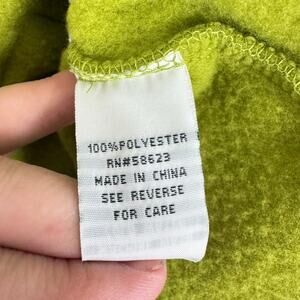 100%POLYESTER
RN#58623
MADE IN CHINA
SEE REVERSE
FOR CARE